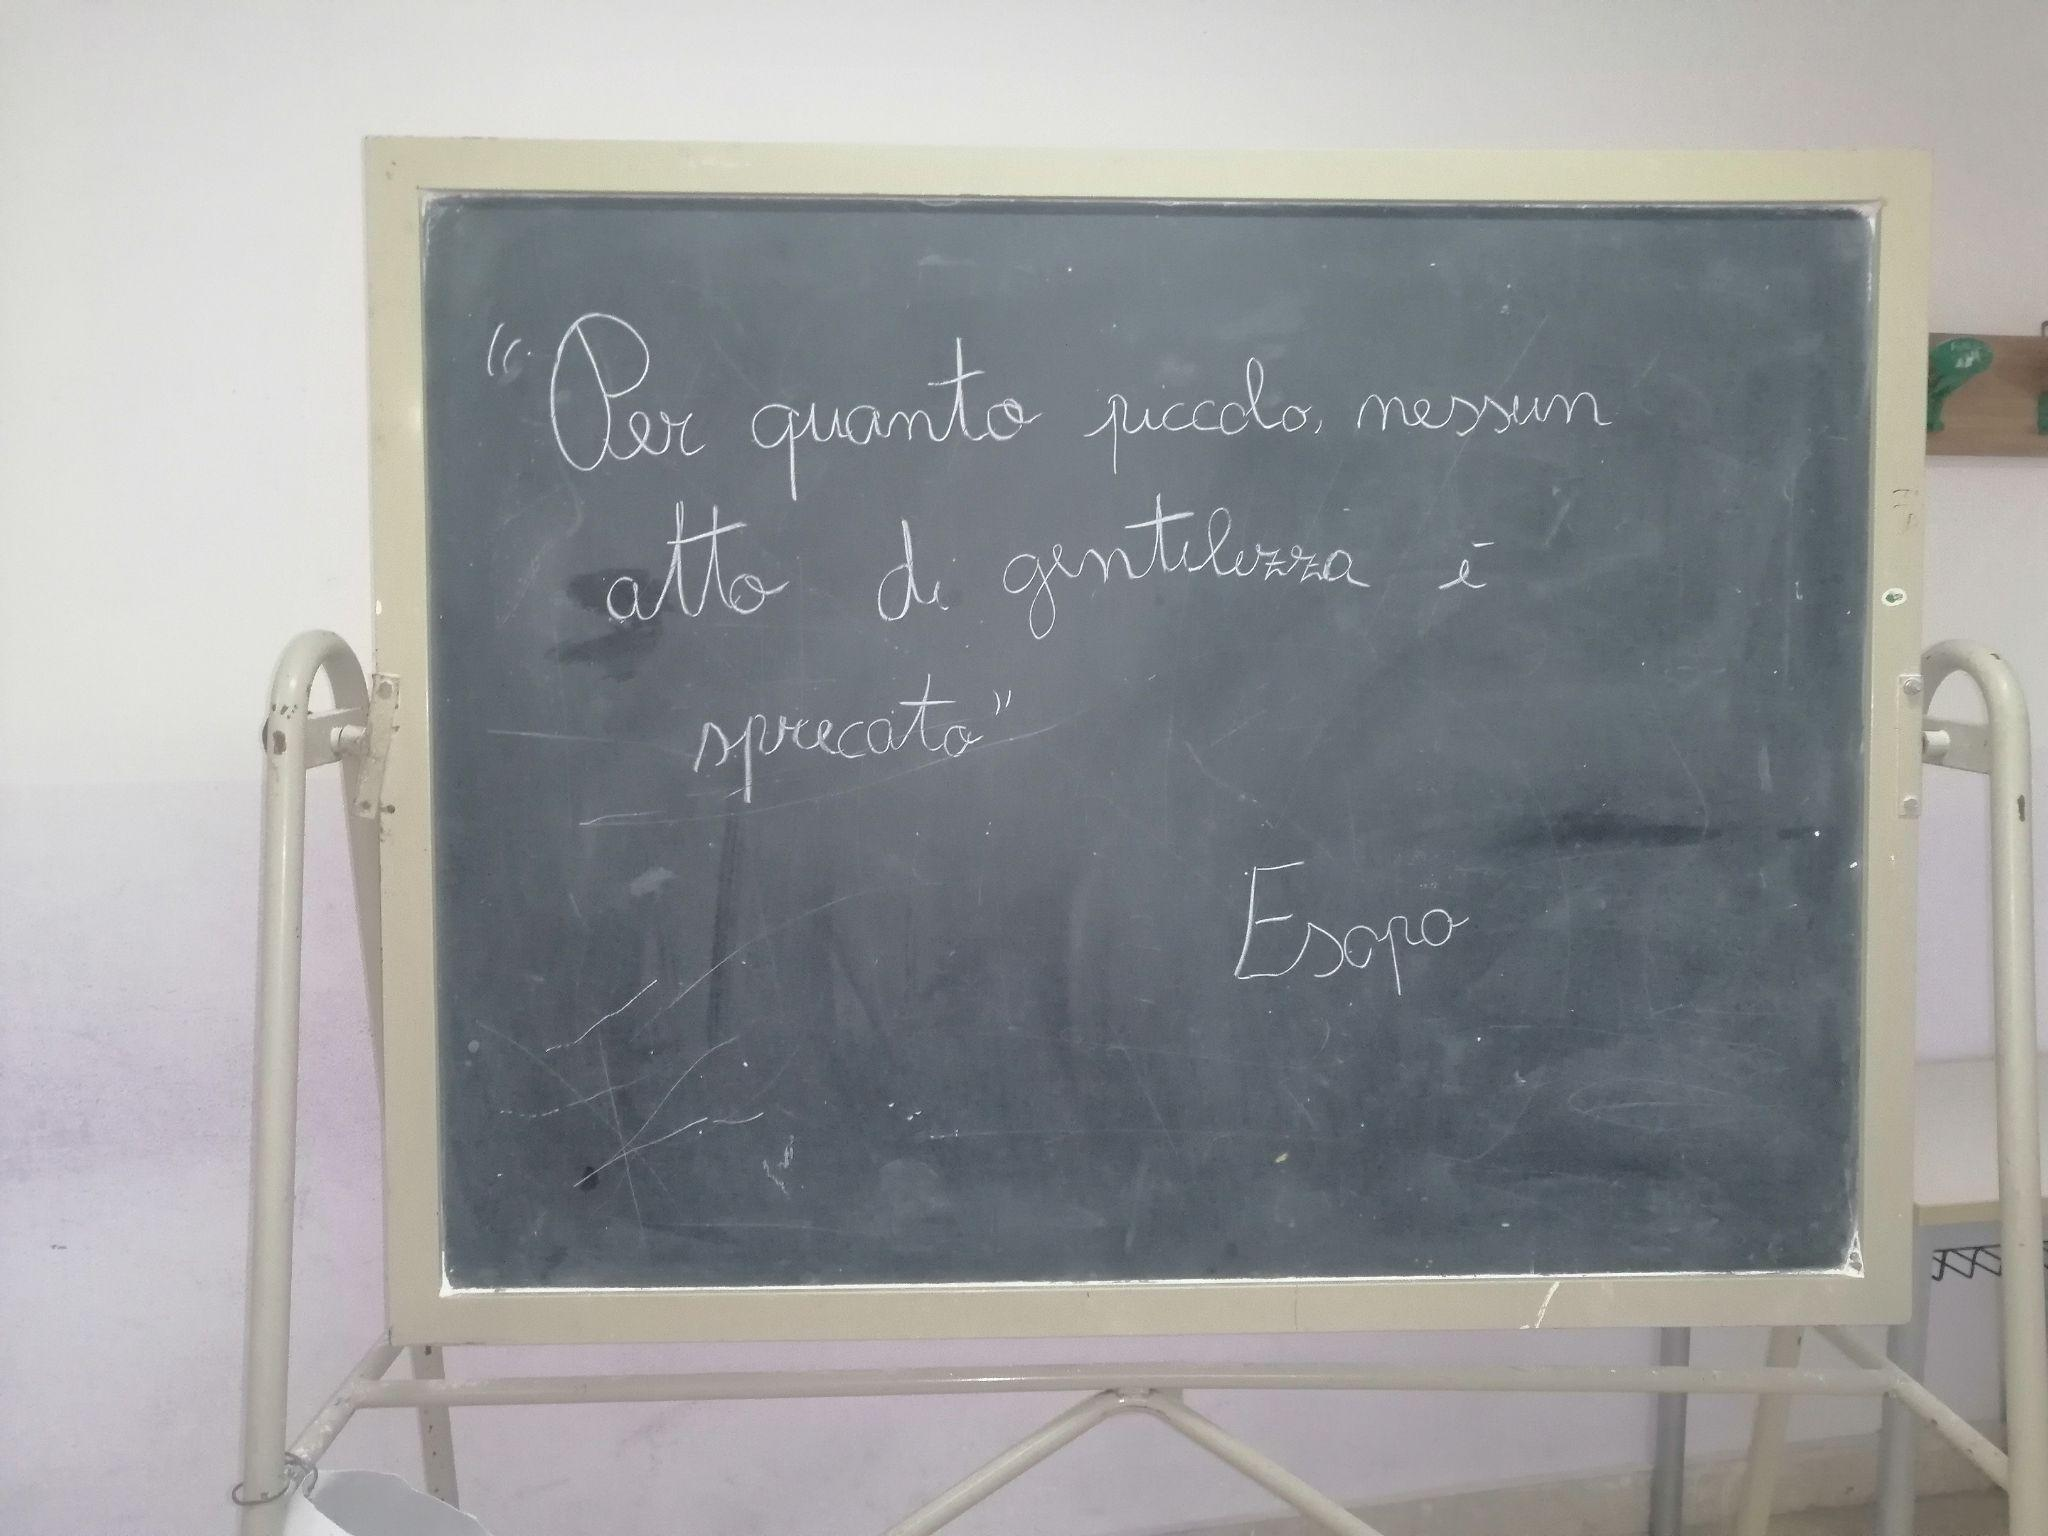 "Per quanto piccolo, nessun
atto di gentilezza è
sprecato"
Esopo